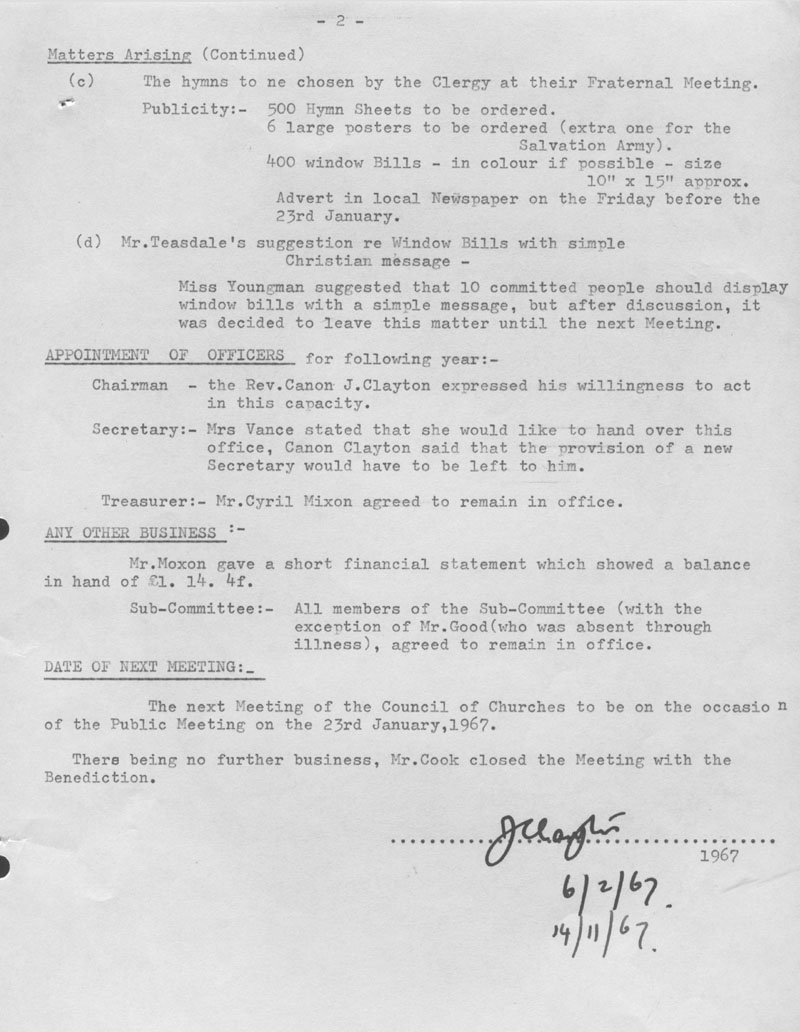 - 2 -
Matters Arising (Continued)
(c) The hymns to ne chosen by the Clergy at their Fraternal Meeting.
Publicity:- 500 Hymn Sheets to be ordered.
6 large posters to be ordered (extra one for the
Salvation Army).
400 window Bills - in colour if possible - size
10" x 15" approx.
Advert in local Newspaper on the Friday before the
23rd January.
(d) Mr.Teasdale's suggestion re Window Bills with simple
Christian message -
Miss Youngman suggested that 10 committed people should display
window bills with a simple message, but after discussion, it
was decided to leave this matter until the next Meeting.
APPOINTMENT OF OFFICERS for following year:-
Chairman - the Rev.Canon J.Clayton expressed his willingness to act
in this capacity.
Secretary:- Mrs Vance stated that she would like to hand over this
office, Canon Clayton said that the provision of a new
Secretary would have to be left to him.
Treasurer:- Mr.Cyril Mixon agreed to remain in office.
ANY OTHER BUSINESS :-
Mr.Moxon gave a short financial statement which showed a balance
in hand of £1. 14. 4f.
Sub-Committee:- All members of the Sub-Committee (with the
exception of Mr.Good(who was absent through
illness), agreed to remain in office.
DATE OF NEXT MEETING:_
The next Meeting of the Council of Churches to be on the occasion
of the Public Meeting on the 23rd January,1967.
There being no further business, Mr.Cook closed the Meeting with the
Benediction.
JClayton
1967
6/2/67.
14/11/67.